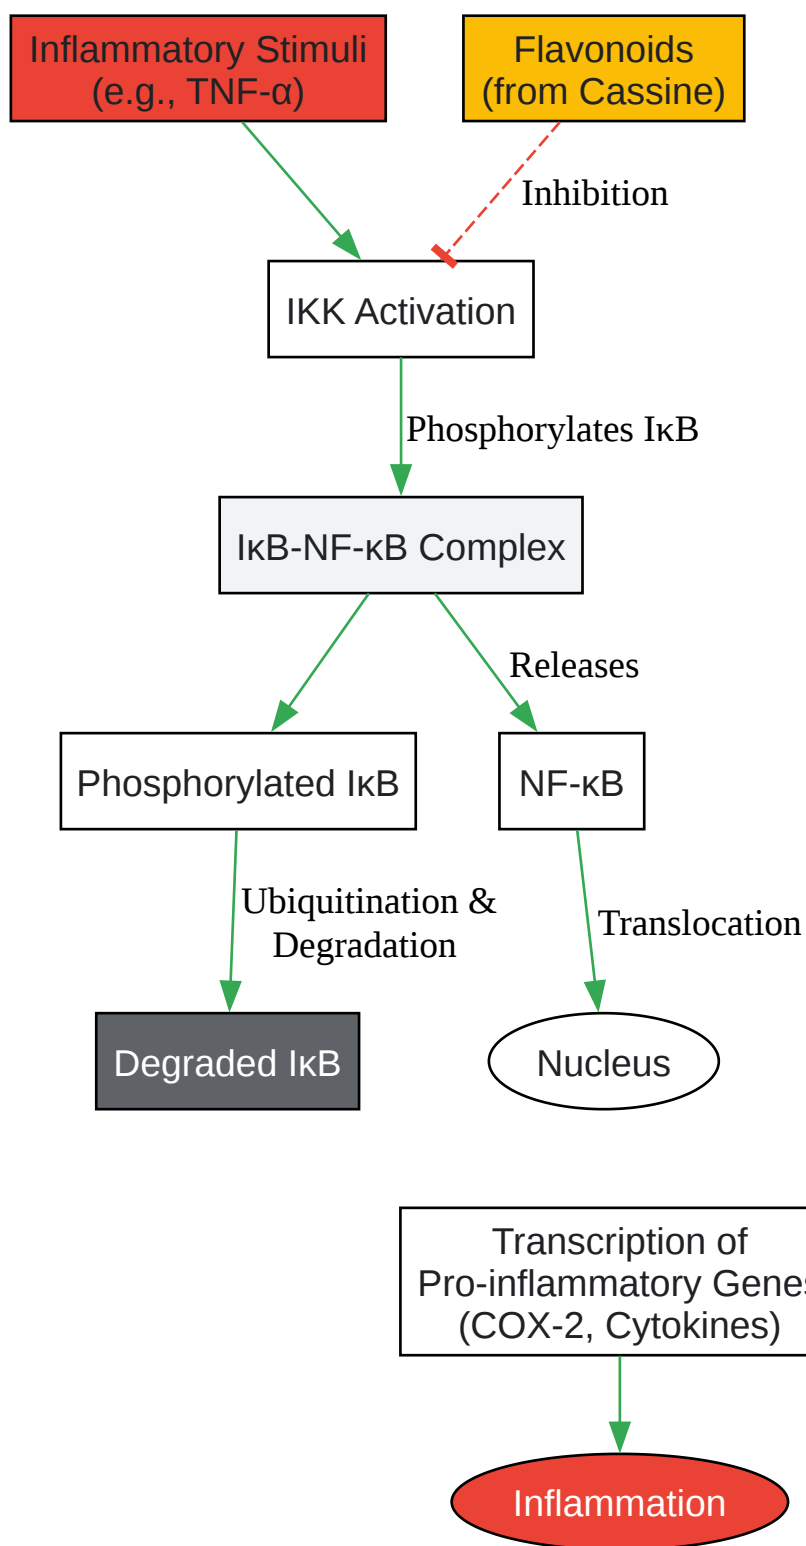 Inflammatory Stimuli
(e.g., TNF-α)
Flavonoids
(from Cassine)
Inhibition
IKK Activation
Phosphorylates IκB
IκB-NF-κB Complex
Releases
Phosphorylated IκB
NF-κB
Ubiquitination &
Degradation
Translocation
Degraded IκB
Nucleus
Transcription of
Pro-inflammatory Genes
(COX-2, Cytokines)
Inflammation